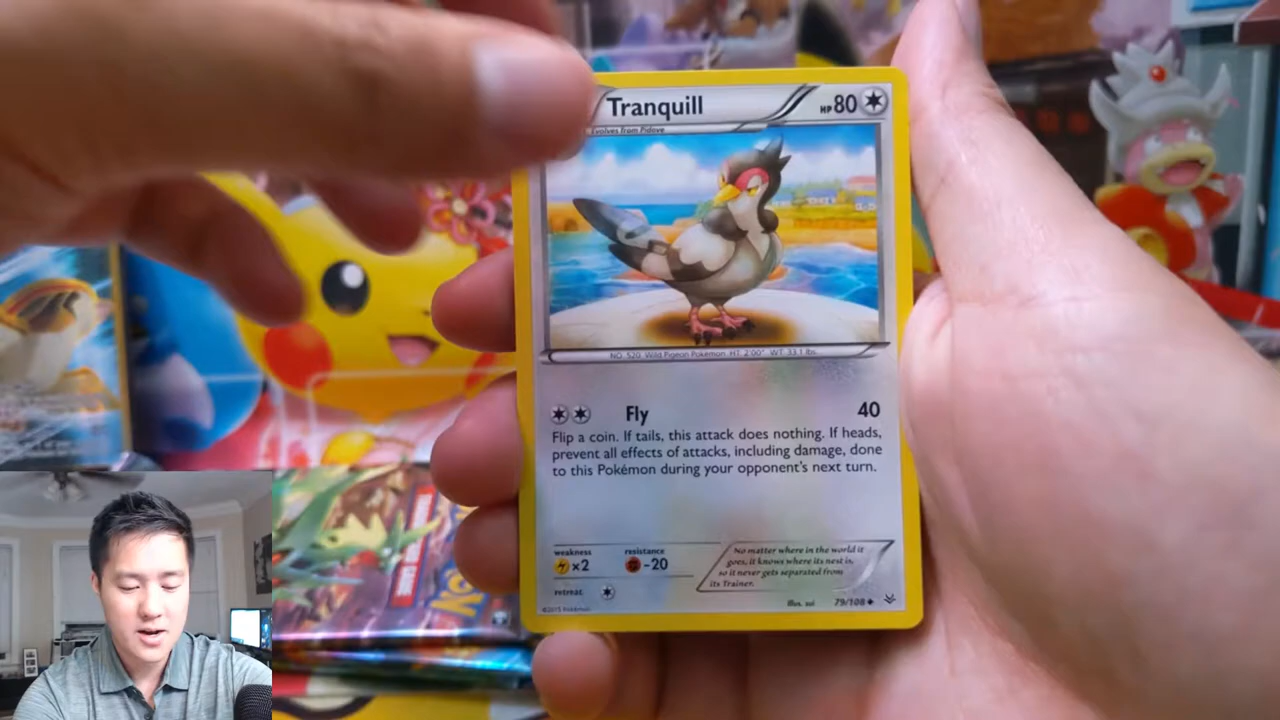 Tranquill HP 80
Evolves from Pidove
NO. 520 Wild Pigeon Pokémon HT: 2'00" WT: 33.1 lbs.
Fly 40
Flip a coin. If tails, this attack does nothing. If heads,
prevent all effects of attacks, including damage, done
to this Pokémon during your opponent's next turn.
weakness resistance
×2 -20
retreat
No matter where in the world it
goes, it knows where its nest is,
so it never gets separated from
its Trainer.
©2015 Pokémon
Illus. sui 79/108